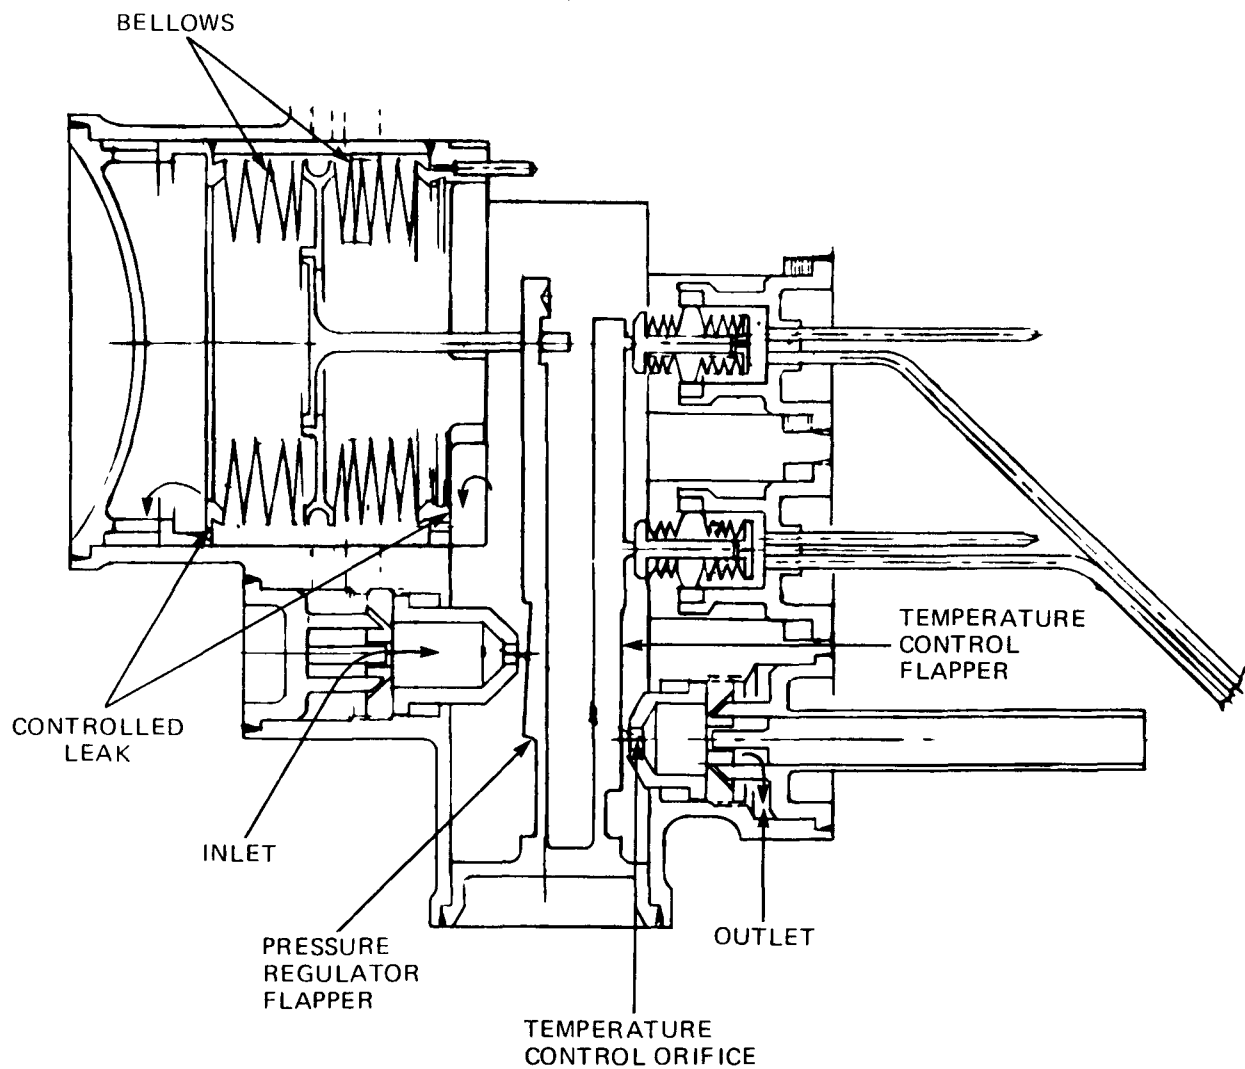 BELLOWS
TEMPERATURE
CONTROL
FLAPPER
CONTROLLED
LEAK
INLET
PRESSURE
REGULATOR
FLAPPER
OUTLET
TEMPERATURE
CONTROL ORIFICE